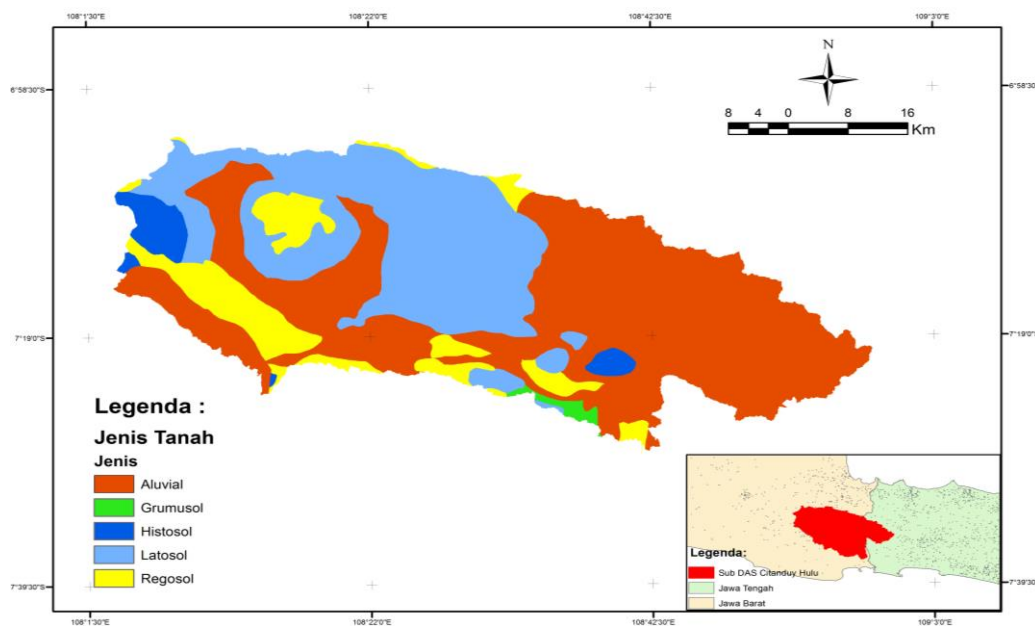 108°1'30"E 108°22'0"E 108°42'30"E 109°3'0"E
6°58'30"S 6°58'30"S
N
8 4 0 8 16
Km
7°19'0"S 7°19'0"S
Legenda :
Jenis Tanah
Jenis
Aluvial
Grumusol
Histosol
Latosol
Regosol
Legenda:
Sub DAS Citanduy Hulu
Jawa Tengah
Jawa Barat
7°39'30"S 7°39'30"
108°1'30"E 108°22'0"E 108°42'30"E 109°3'0"E